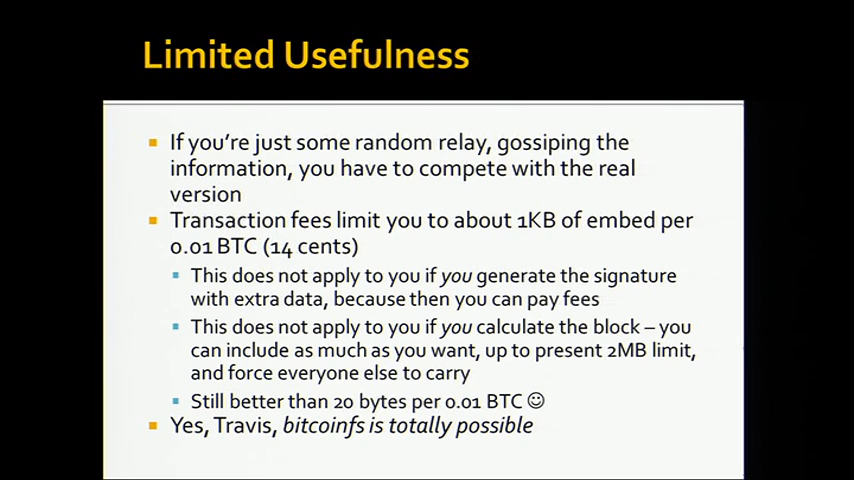 Limited Usefulness
If you're just some random relay, gossiping the
information, you have to compete with the real
version
Transaction fees limit you to about 1KB of embed per
0.01 BTC (14 cents)
This does not apply to you if you generate the signature
with extra data, because then you can pay fees
This does not apply to you if you calculate the block – you
can include as much as you want, up to present 2MB limit,
and force everyone else to carry
Still better than 20 bytes per 0.01 BTC ☺
Yes, Travis, bitcoinfs is totally possible